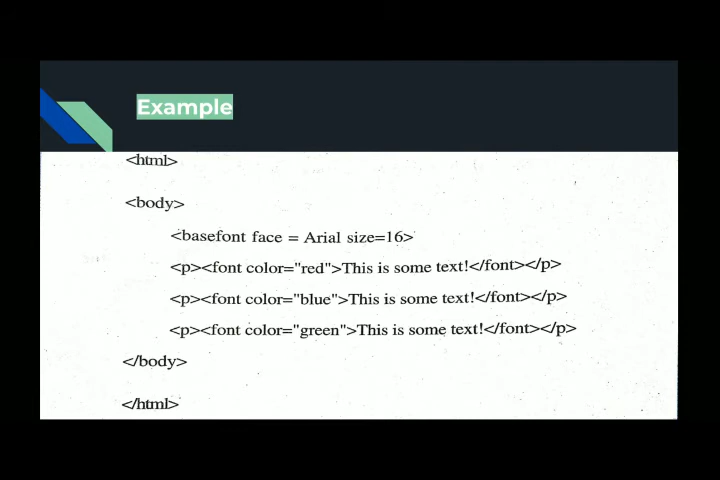 Example
<html>
<body>
<basefont face = Arial size=16>
<p><font color="red">This is some text!</font></p>
<p><font color="blue">This is some text!</font></p>
<p><font color="green">This is some text!</font></p>
</body>
</html>